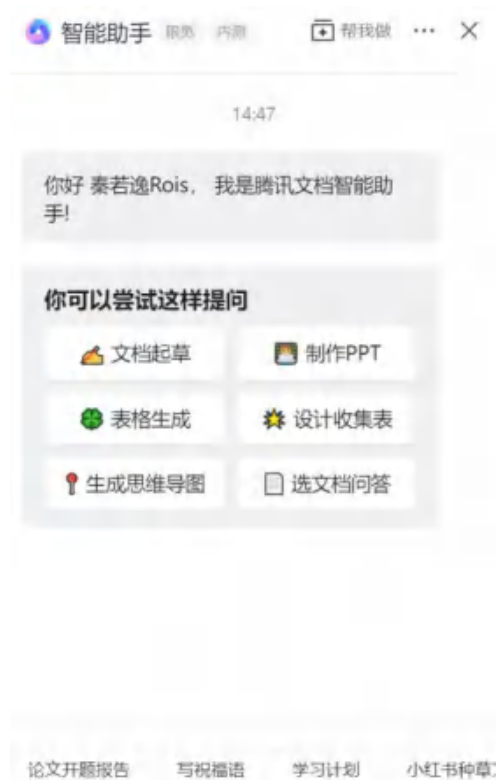 智能助手 限免 内测 帮我做
14:47
你好 秦若逸Rois， 我是腾讯文档智能助
手!
你可以尝试这样提问
文档起草 制作PPT
表格生成 设计收集表
生成思维导图 选文档问答
论文开题报告 写祝福语 学习计划 小红书种草